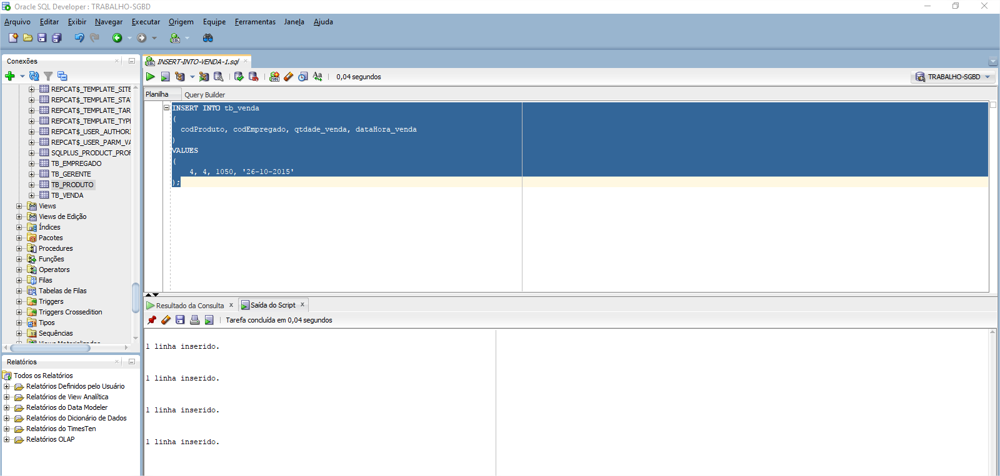 Oracle SQL Developer : TRABALHO-SGBD
Arquivo Editar Exibir Navegar Executar Origem Equipe Ferramentas Janela Ajuda
Conexões
REPCAT$_TEMPLATE_SITE
REPCAT$_TEMPLATE_STA
REPCAT$_TEMPLATE_TAR
REPCAT$_TEMPLATE_TYP
REPCAT$_USER_AUTHOR
REPCAT$_USER_PARM_VA
SQLPLUS_PRODUCT_PROF
TB_EMPREGADO
TB_GERENTE
TB_PRODUTO
TB_VENDA
Views
Views de Edição
Índices
Pacotes
Procedures
Funções
Operators
Filas
Tabelas de Filas
Triggers
Triggers Crossedition
Tipos
Sequências
Relatórios
Todos os Relatórios
Relatórios Definidos pelo Usuário
Relatórios de View Analítica
Relatórios do Data Modeler
Relatórios do Dicionário de Dados
Relatórios do TimesTen
Relatórios OLAP
INSERT-INTO-VENDA-1.sql
0,04 segundos
TRABALHO-SGBD
Planilha Query Builder
INSERT INTO tb_venda
(
codProduto, codEmpregado, qtdade_venda, dataHora_venda
)
VALUES
(
4, 4, 1050, '26-10-2015'
);
Resultado da Consulta x Saída do Script x
Tarefa concluída em 0,04 segundos
1 linha inserido.
1 linha inserido.
1 linha inserido.
1 linha inserido.